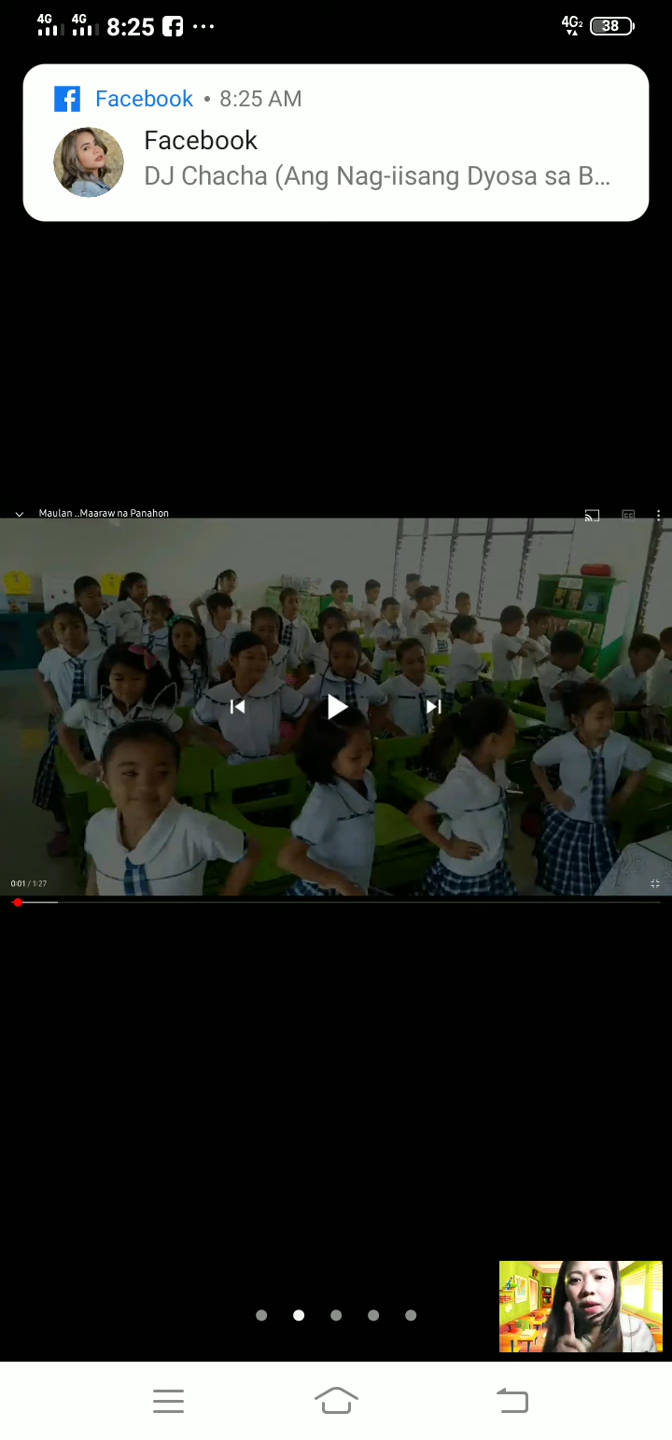 4G 4G 8:25 4G2 38
Facebook • 8:25 AM
Facebook
DJ Chacha (Ang Nag-iisang Dyosa sa B...
Maulan ..Maaraw na Panahon
CC
0:01 / 1:27